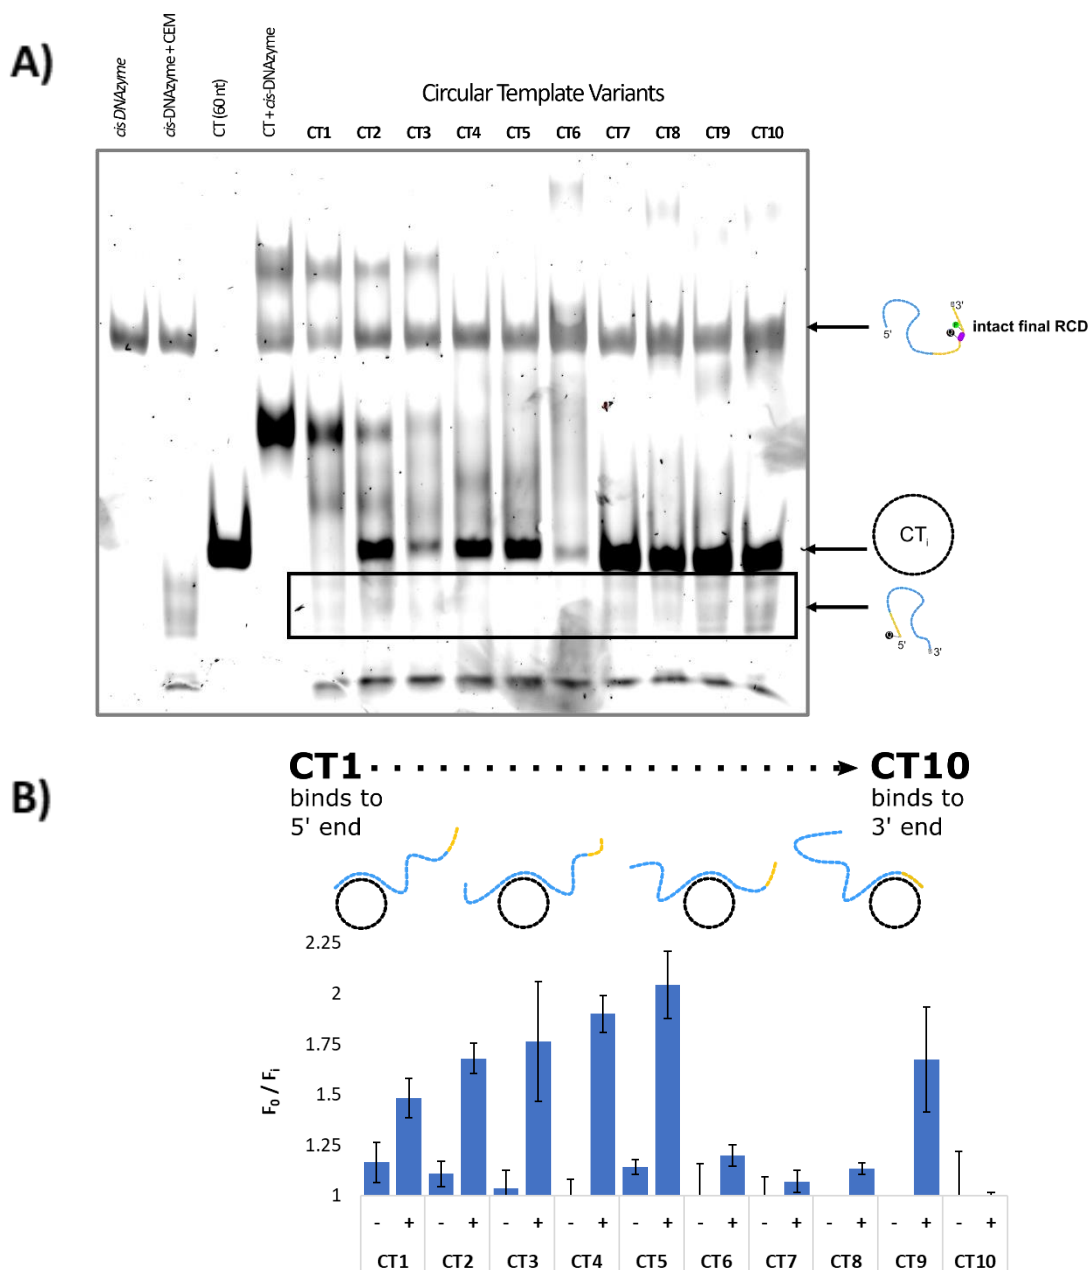 A)
cis DNAzyme
cis-DNAzyme + CEM
CT (60 nt)
CT + cis-DNAzyme
Circular Template Variants
CT1 CT2 CT3 CT4 CT5 CT6 CT7 CT8 CT9 CT10
3'
5'
Q
intact final RCD
CTi
Q
5'
3'
B)
CT1 CT10
binds to 5' end
binds to 3' end
2.25
2
1.75
1.5
1.25
1
F0 / Fi
- + - + - + - + - + - + - + - + - + - +
CT1 CT2 CT3 CT4 CT5 CT6 CT7 CT8 CT9 CT10